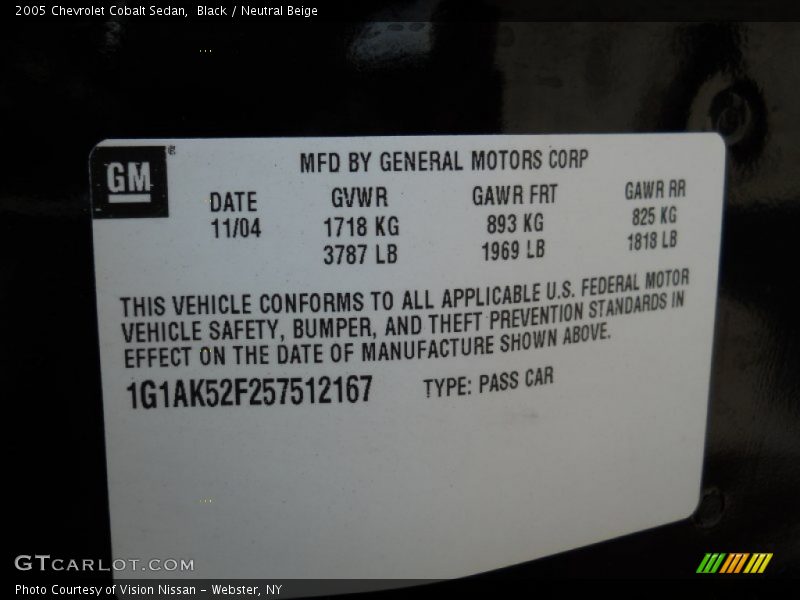 2005 Chevrolet Cobalt Sedan,  Black / Neutral Beige
GM®
MFD BY GENERAL MOTORS CORP
DATE GVWR GAWR FRT GAWR RR
11/04 1718 KG 893 KG 825 KG
3787 LB 1969 LB 1818 LB
THIS VEHICLE CONFORMS TO ALL APPLICABLE U.S. FEDERAL MOTOR
VEHICLE SAFETY, BUMPER, AND THEFT PREVENTION STANDARDS IN
EFFECT ON THE DATE OF MANUFACTURE SHOWN ABOVE.
1G1AK52F257512167 TYPE: PASS CAR
GTCARLOT.COM
Photo Courtesy of Vision Nissan - Webster, NY